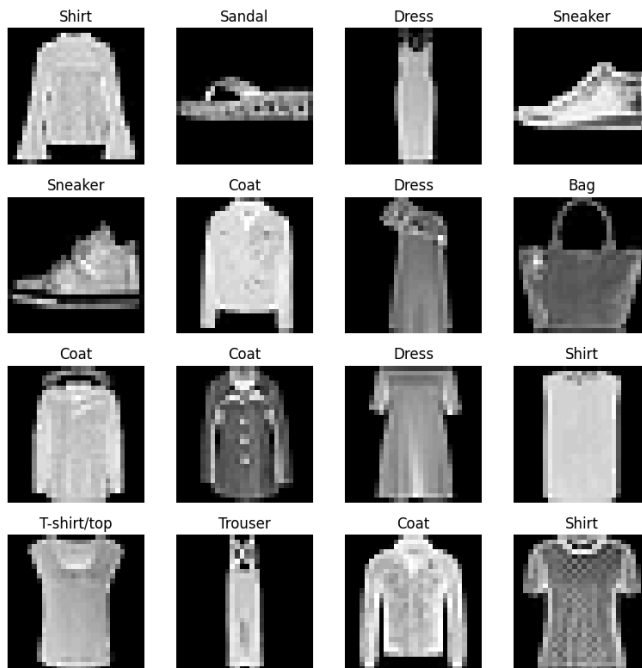 Shirt Sandal Dress Sneaker
Sneaker Coat Dress Bag
Coat Coat Dress Shirt
T-shirt/top Trouser Coat Shirt